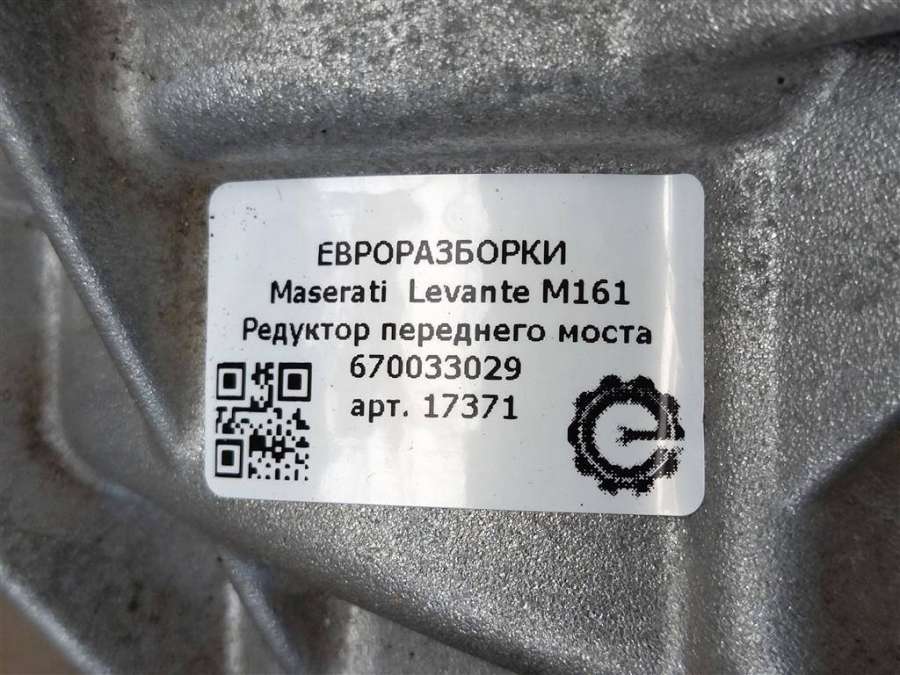 ЕВРОРАЗБОРКИ
Maserati Levante M161
Редуктор переднего моста
670033029
арт. 17371